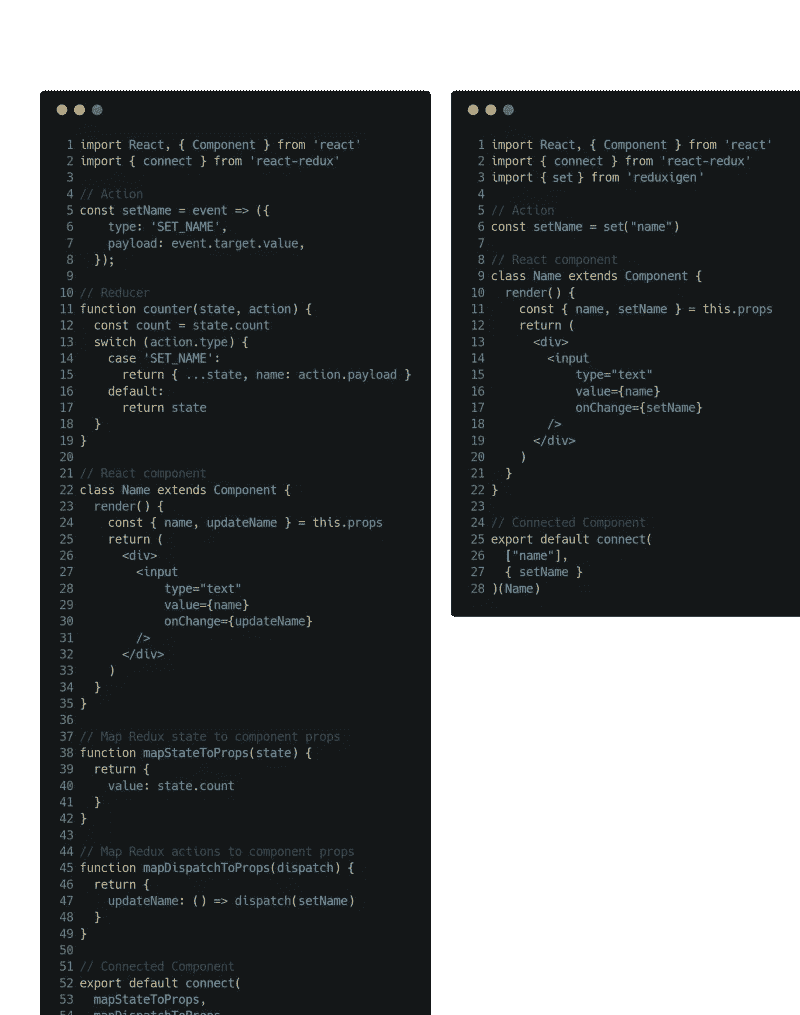 1 import React, { Component } from 'react'
2 import { connect } from 'react-redux'
3
4 // Action
5 const setName = event => ({
6     type: 'SET_NAME',
7     payload: event.target.value,
8   });
9
10 // Reducer
11 function counter(state, action) {
12   const count = state.count
13   switch (action.type) {
14     case 'SET_NAME':
15       return { ...state, name: action.payload }
16     default:
17       return state
18   }
19 }
20
21 // React component
22 class Name extends Component {
23   render() {
24     const { name, updateName } = this.props
25     return (
26       <div>
27         <input
28             type="text"
29             value={name}
30             onChange={updateName}
31         />
32       </div>
33     )
34   }
35 }
36
37 // Map Redux state to component props
38 function mapStateToProps(state) {
39   return {
40     value: state.count
41   }
42 }
43
44 // Map Redux actions to component props
45 function mapDispatchToProps(dispatch) {
46   return {
47     updateName: () => dispatch(setName)
48   }
49 }
50
51 // Connected Component
52 export default connect(
53   mapStateToProps,
54   mapDispatchToProps
1 import React, { Component } from 'react'
2 import { connect } from 'react-redux'
3 import { set } from 'reduxigen'
4
5 // Action
6 const setName = set("name")
7
8 // React component
9 class Name extends Component {
10   render() {
11     const { name, setName } = this.props
12     return (
13       <div>
14         <input
15             type="text"
16             value={name}
17             onChange={setName}
18         />
19       </div>
20     )
21   }
22 }
23
24 // Connected Component
25 export default connect(
26   ["name"],
27   { setName }
28 )(Name)